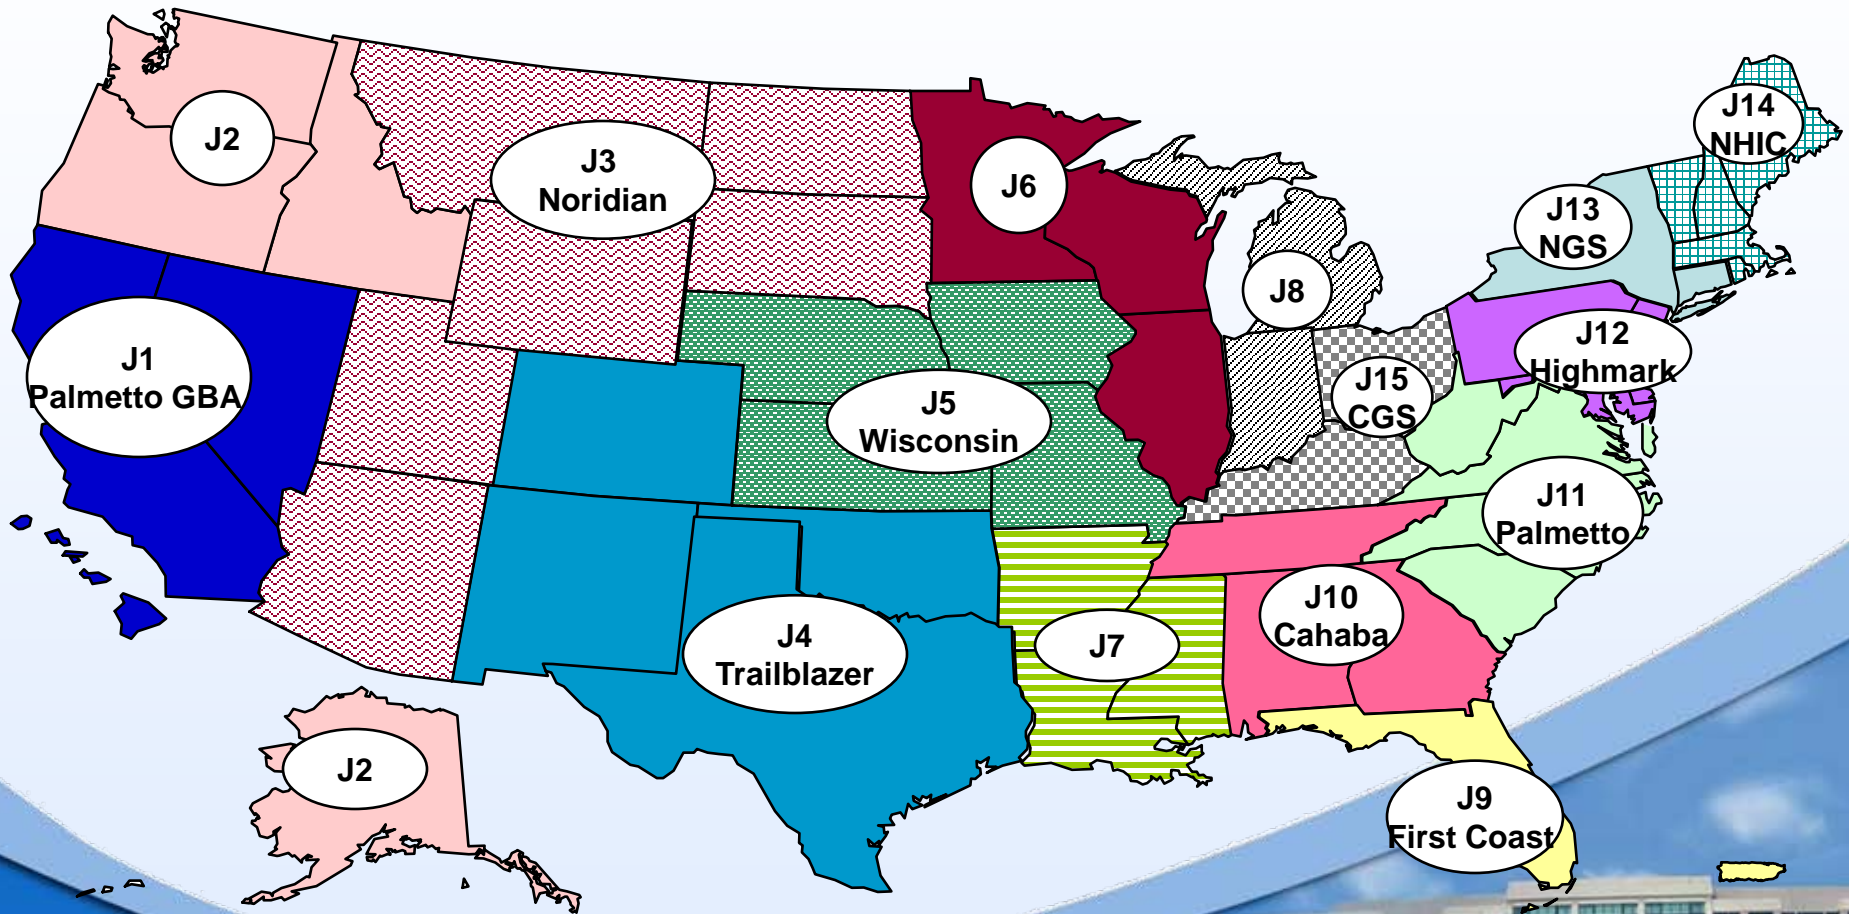 J14
NHIC
J2
J3
Noridian
J6
J13
NGS
J8
J1
Palmetto GBA
J12
Highmark
J15
CGS
J5
Wisconsin
J11
Palmetto
J10
Cahaba
J4
Trailblazer
J7
J2
J9
First Coast